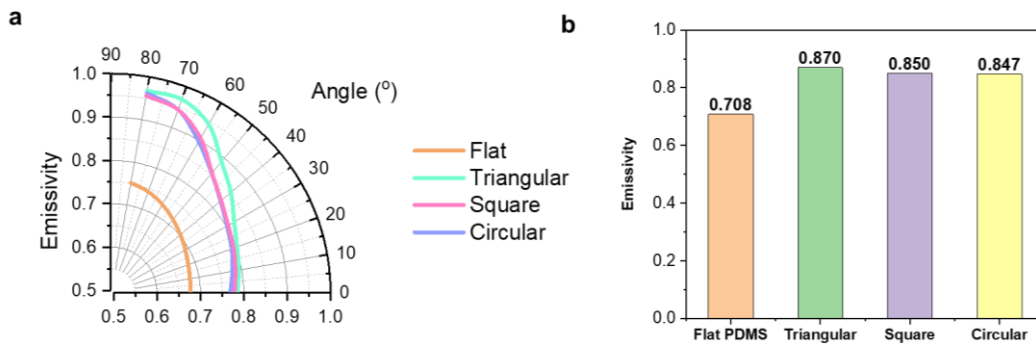 a
90
80
70
60
50
40
30
20
10
0
Angle (º)
1.0
0.9
0.8
0.7
0.6
0.5
Emissivity
0.5 0.6 0.7 0.8 0.9 1.0
Flat
Triangular
Square
Circular
b
1.0
0.8
0.6
0.4
0.2
0.0
Emissivity
0.708
0.870
0.850
0.847
Flat PDMS Triangular Square Circular